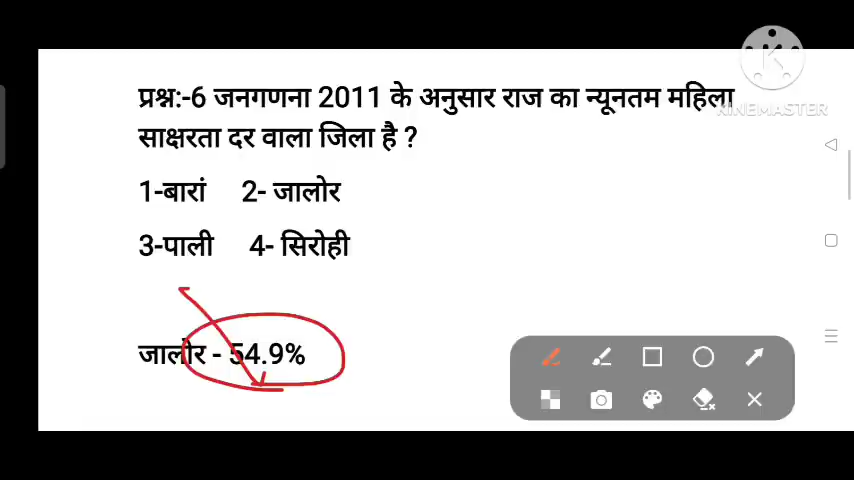 KINEMASTER
प्रश्न:-6 जनगणना 2011 के अनुसार राज का न्यूनतम महिला
साक्षरता दर वाला जिला है ?
1-बारां 2- जालोर
3-पाली 4- सिरोही
जालोर - 54.9%